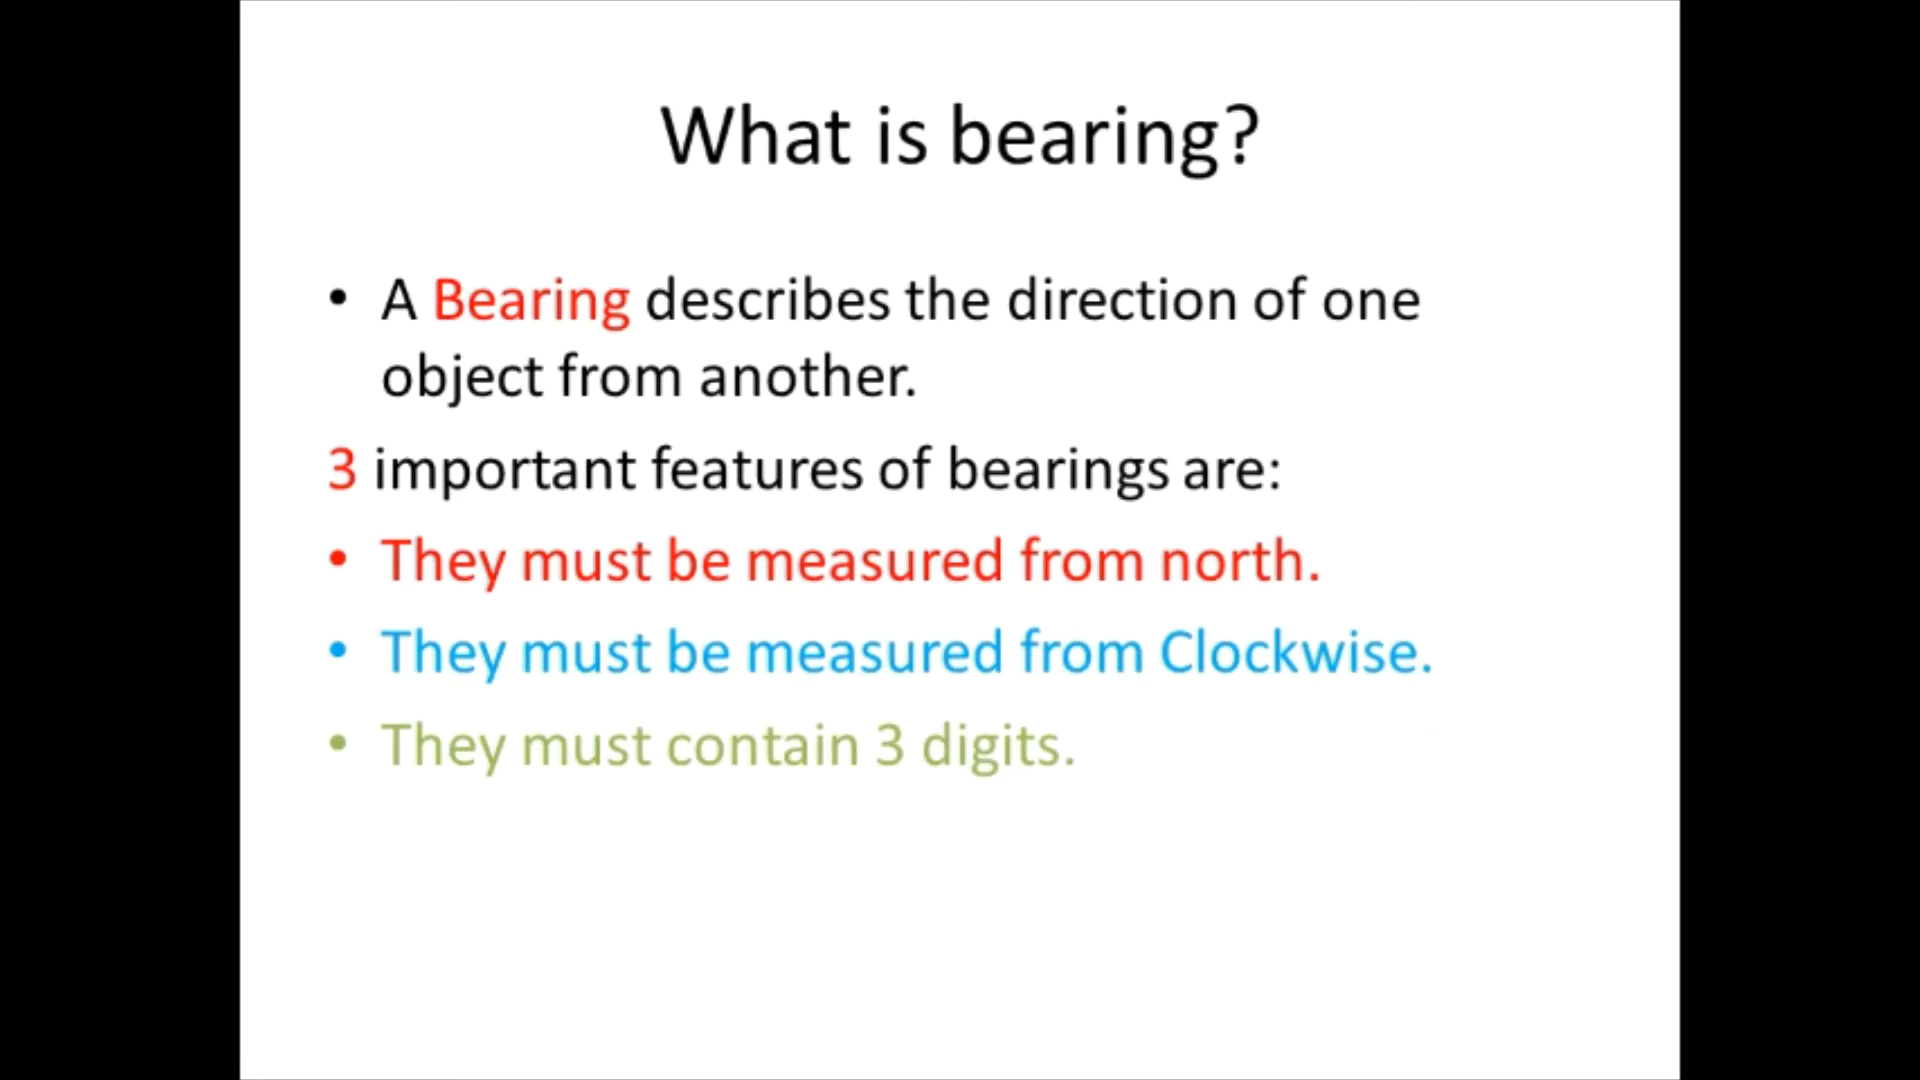 What is bearing?
• A Bearing describes the direction of one
object from another.
3 important features of bearings are:
• They must be measured from north.
• They must be measured from Clockwise.
• They must contain 3 digits.